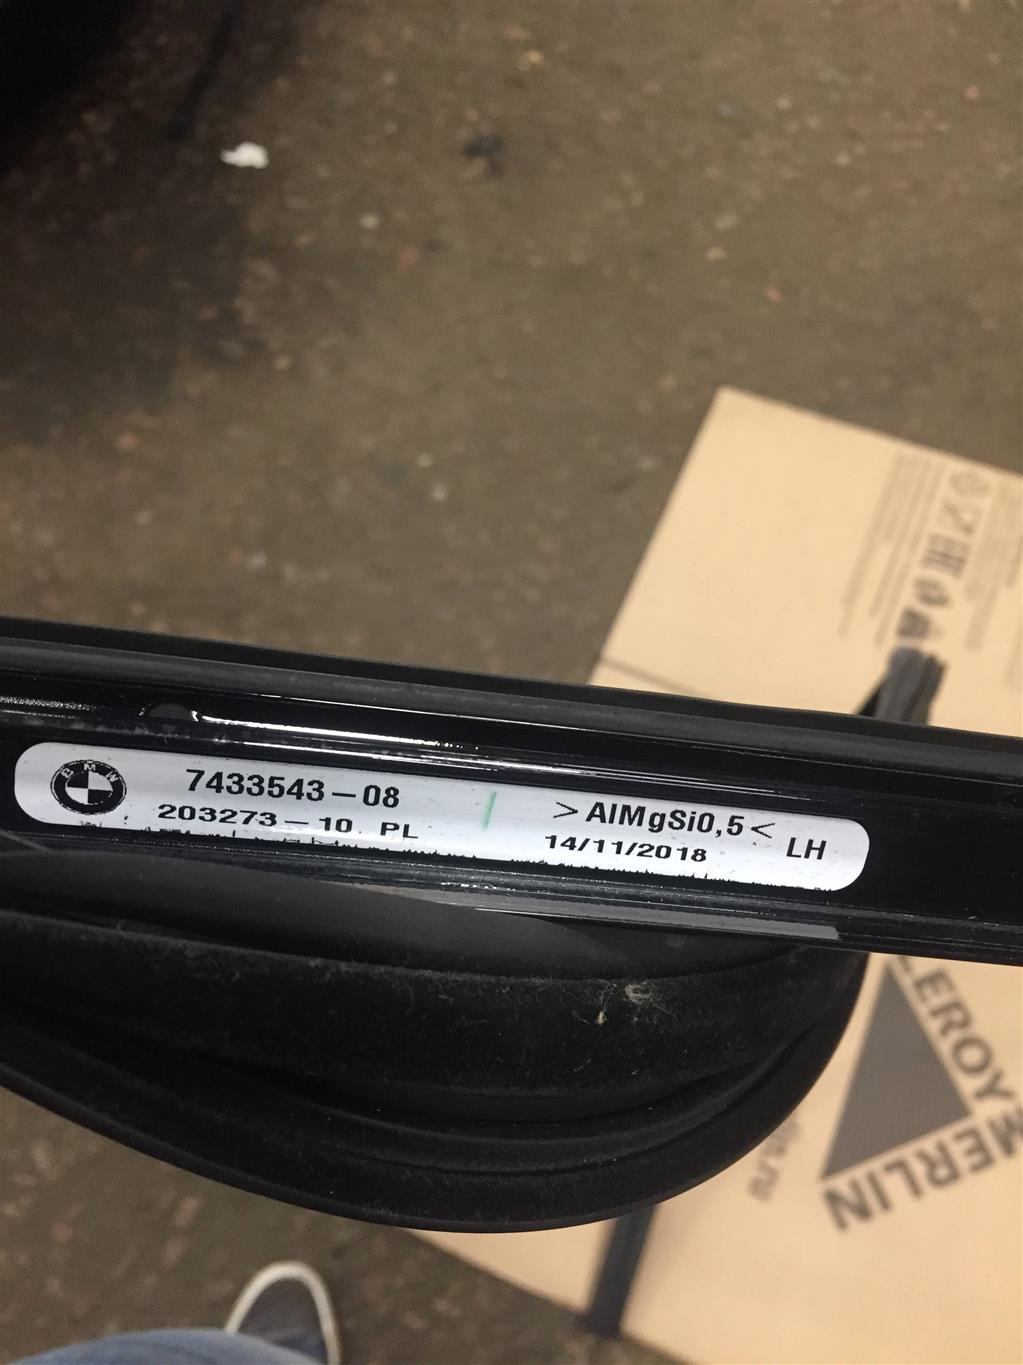 BMW
7433543-08
203273-10 PL
>AlMgSi0,5<
14/11/2018
LH
LEROY
MERLIN